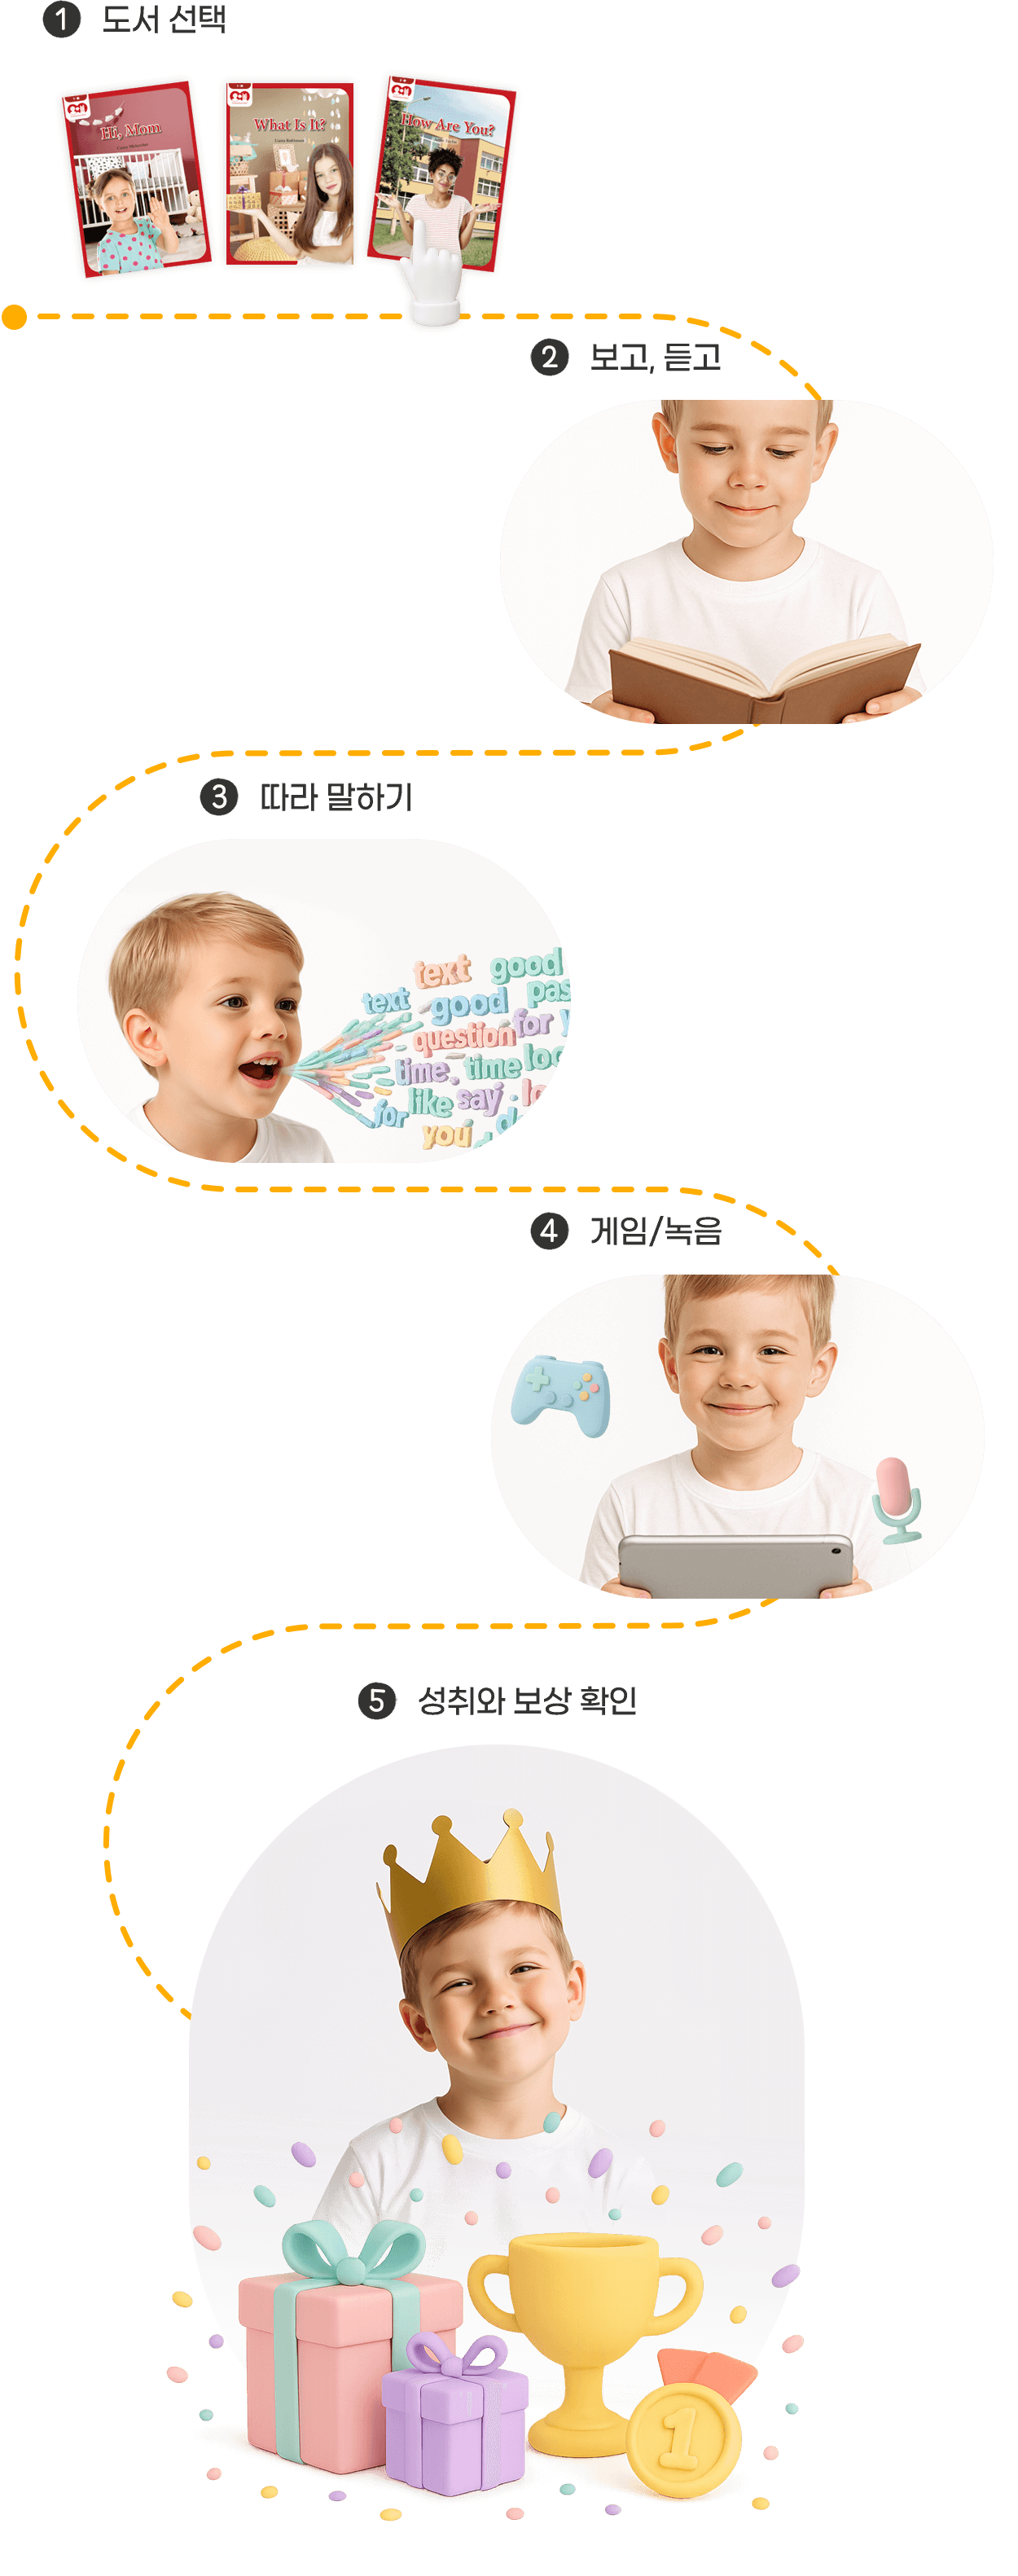 1 도서 선택
Hi, Mom
What Is It?
How Are You?
2 보고, 듣고
3 따라 말하기
text good
text good pas
question for y
time, time loo
for like say lo
you d
4 게임/녹음
5 성취와 보상 확인
1